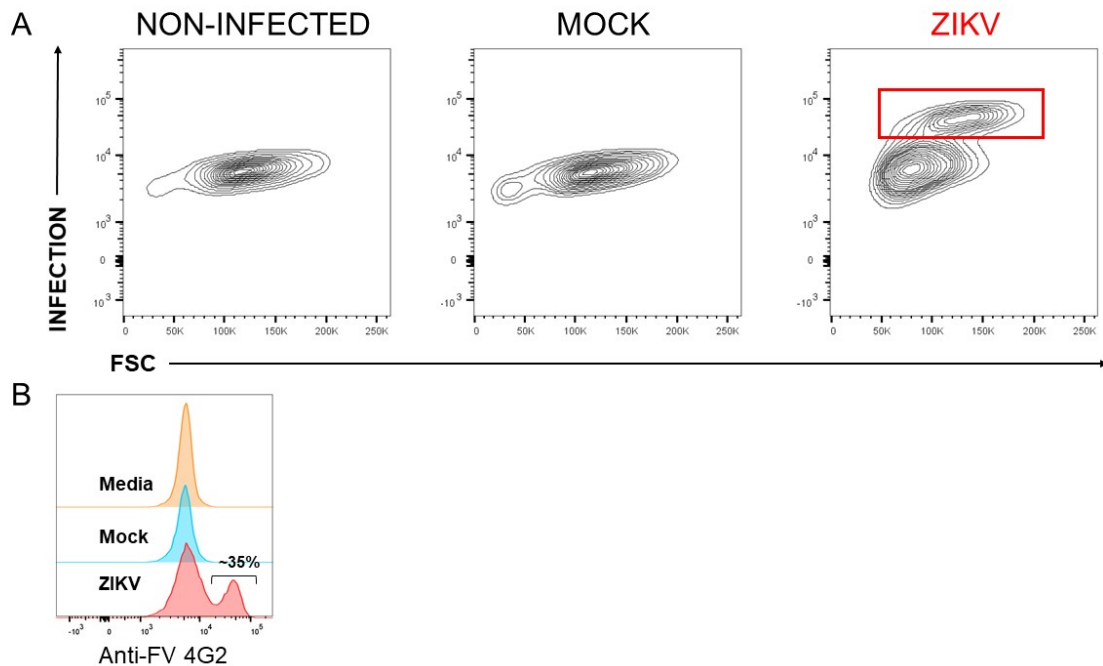 A
NON-INFECTED
MOCK
ZIKV
INFECTION
10^5
10^4
10^3
0
-10^3
0 50K 100K 150K 200K 250K
10^5
10^4
10^3
0
-10^3
0 50K 100K 150K 200K 250K
10^5
10^4
10^3
0
-10^3
0 50K 100K 150K 200K 250K
FSC
B
Media
Mock
~35%
ZIKV
-10^3 0 10^3 10^4 10^5
Anti-FV 4G2